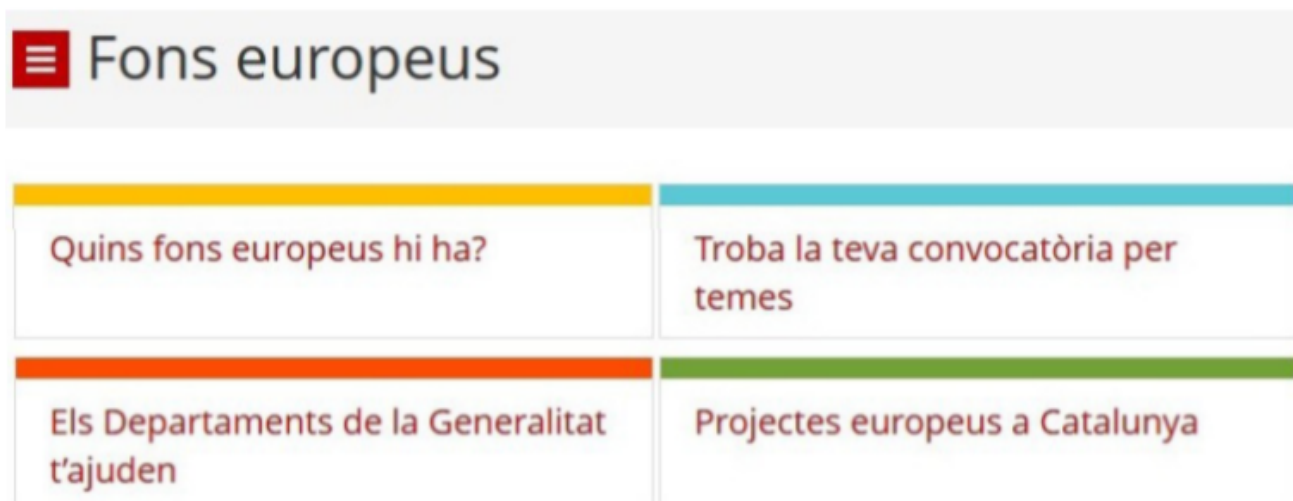 Fons europeus
Quins fons europeus hi ha?
Troba la teva convocatòria per
temes
Els Departaments de la Generalitat
t'ajuden
Projectes europeus a Catalunya